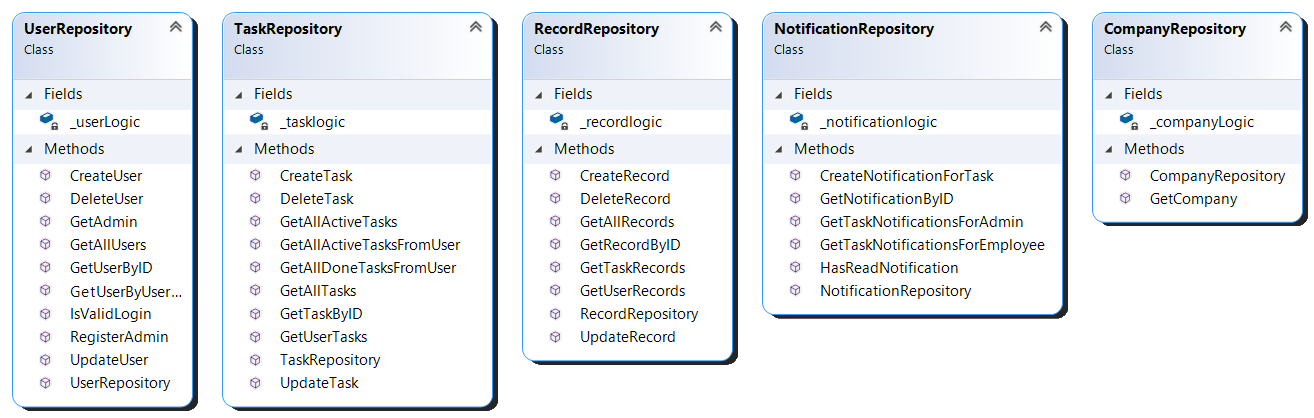 UserRepository
Class
Fields
_userLogic
Methods
CreateUser
DeleteUser
GetAdmin
GetAllUsers
GetUserByID
GetUserByUser...
IsValidLogin
RegisterAdmin
UpdateUser
UserRepository
TaskRepository
Class
Fields
_tasklogic
Methods
CreateTask
DeleteTask
GetAllActiveTasks
GetAllActiveTasksFromUser
GetAllDoneTasksFromUser
GetAllTasks
GetTaskByID
GetUserTasks
TaskRepository
UpdateTask
RecordRepository
Class
Fields
_recordlogic
Methods
CreateRecord
DeleteRecord
GetAllRecords
GetRecordByID
GetTaskRecords
GetUserRecords
RecordRepository
UpdateRecord
NotificationRepository
Class
Fields
_notificationlogic
Methods
CreateNotificationForTask
GetNotificationByID
GetTaskNotificationsForAdmin
GetTaskNotificationsForEmployee
HasReadNotification
NotificationRepository
CompanyRepository
Class
Fields
_companyLogic
Methods
CompanyRepository
GetCompany